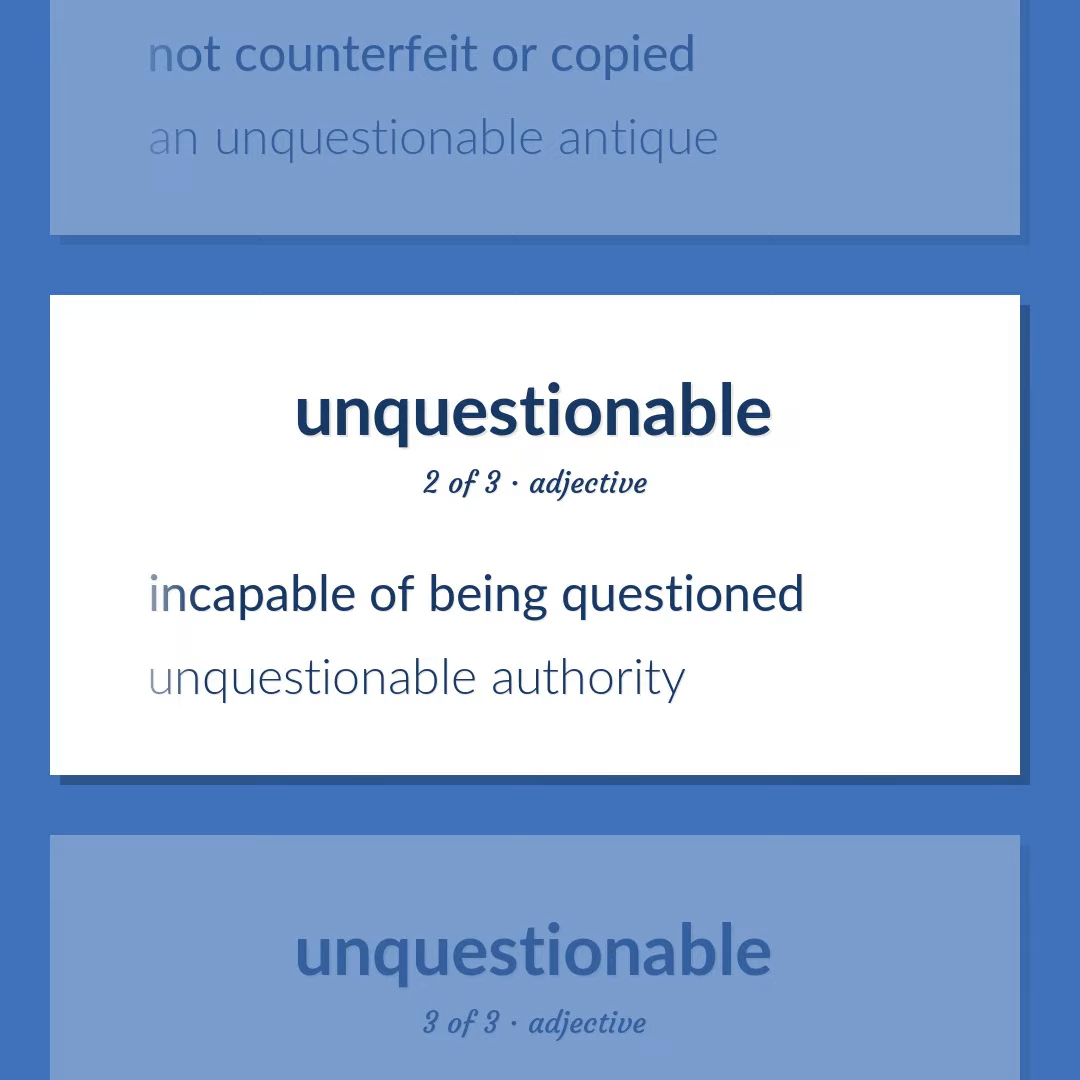 not counterfeit or copied
an unquestionable antique
unquestionable
2 of 3 · adjective
incapable of being questioned
unquestionable authority
unquestionable
3 of 3 · adjective